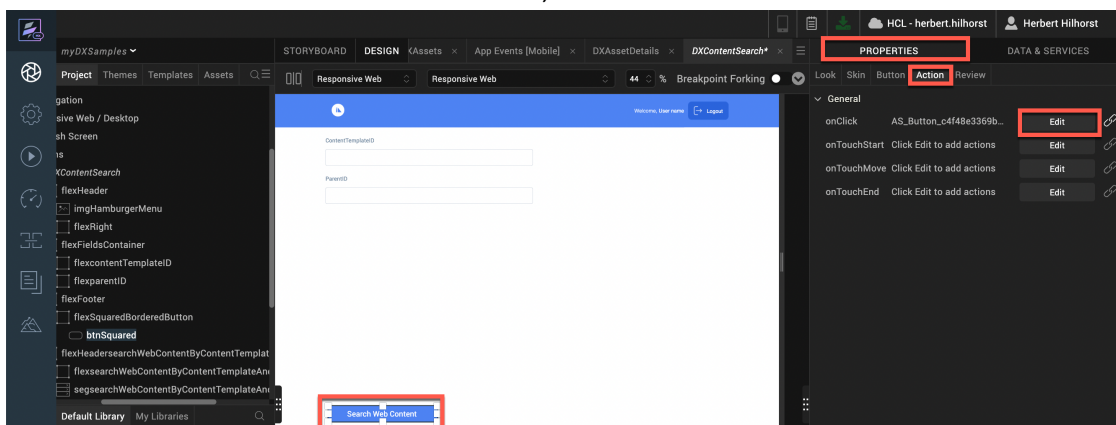 HCL - herbert.hilhorst Herbert Hilhorst
myDXSamples
STORYBOARD DESIGN Assets × App Events [Mobile] × DXAssetDetails × DXContentSearch* ×
PROPERTIES DATA & SERVICES
Project Themes Templates Assets
Responsive Web Responsive Web 44 % Breakpoint Forking
Look Skin Button Action Review
General
onClick AS_Button_c4f48e3369b... Edit
onTouchStart Click Edit to add actions Edit
onTouchMove Click Edit to add actions Edit
onTouchEnd Click Edit to add actions Edit
gation
sive Web / Desktop
sh Screen
ns
XContentSearch
flexHeader
imgHamburgerMenu
flexRight
flexFieldsContainer
flexcontentTemplateID
flexparentID
flexFooter
flexSquaredBorderedButton
btnSquared
flexHeadersearchWebContentByContentTemplat
flexsearchWebContentByContentTemplateAn
segsearchWebContentByContentTemplateAn
Default Library My Libraries
Welcome, User name Logout
ContentTemplateID
ParentID
Search Web Content